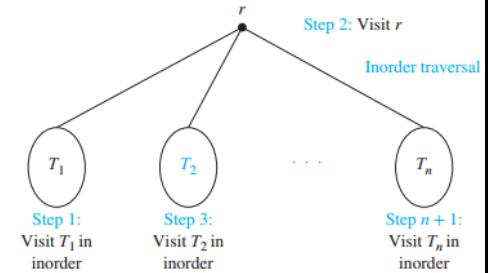 r
Step 2: Visit r
Inorder traversal
T1
T2
. . .
Tn
Step 1:
Visit T1 in
inorder
Step 3:
Visit T2 in
inorder
Step n + 1:
Visit Tn in
inorder